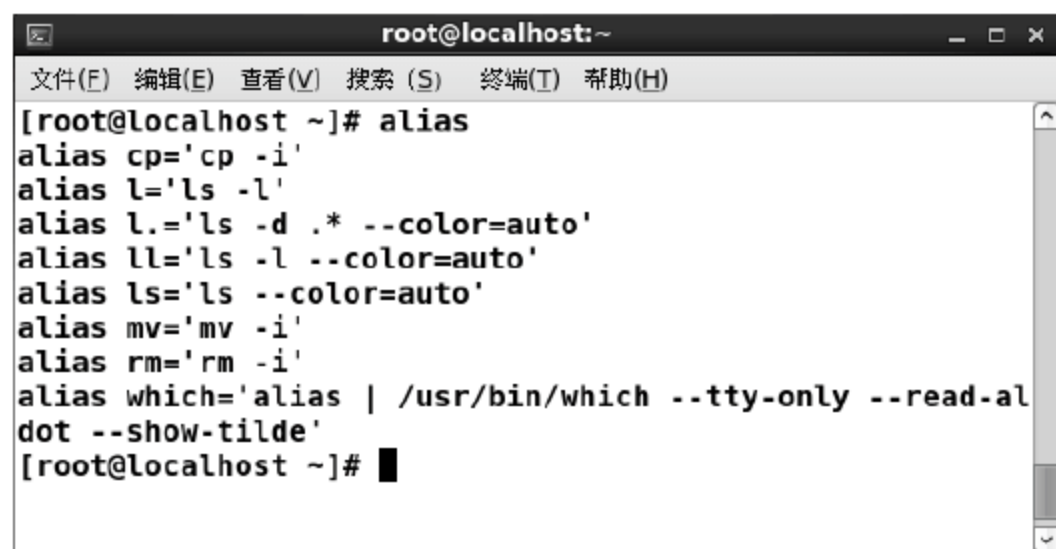 root@localhost:~
文件(F) 编辑(E) 查看(V) 搜索 (S) 终端(T) 帮助(H)
[root@localhost ~]# alias
alias cp='cp -i'
alias l='ls -l'
alias l.='ls -d .* --color=auto'
alias ll='ls -l --color=auto'
alias ls='ls --color=auto'
alias mv='mv -i'
alias rm='rm -i'
alias which='alias | /usr/bin/which --tty-only --read-al
dot --show-tilde'
[root@localhost ~]#